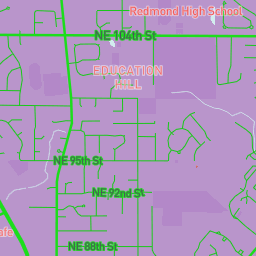 Redmond High School
NE 104th St
EDUCATION
HILL
NE 95th St
NE 92nd St
NE 88th St